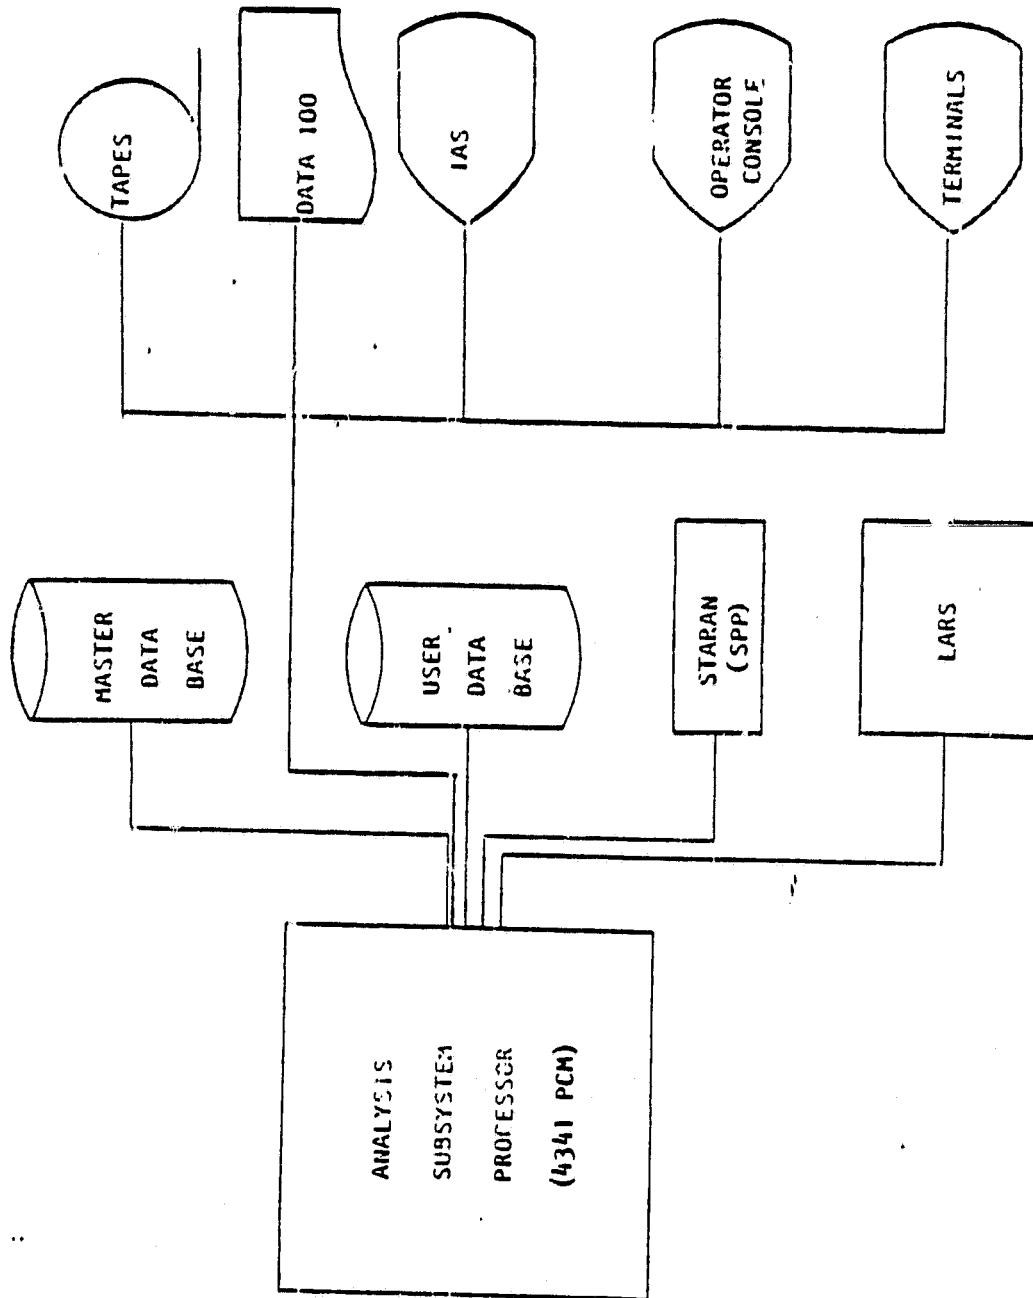 TAPES
DATA 100
IAS
OPERATOR
CONSOLE
TERMINALS
MASTER
DATA
BASE
USER
DATA
BASE
STARAN
(SPP)
LARS
ANALYSIS
SUBSYSTEM
PROCESSOR
(4341 PCM)